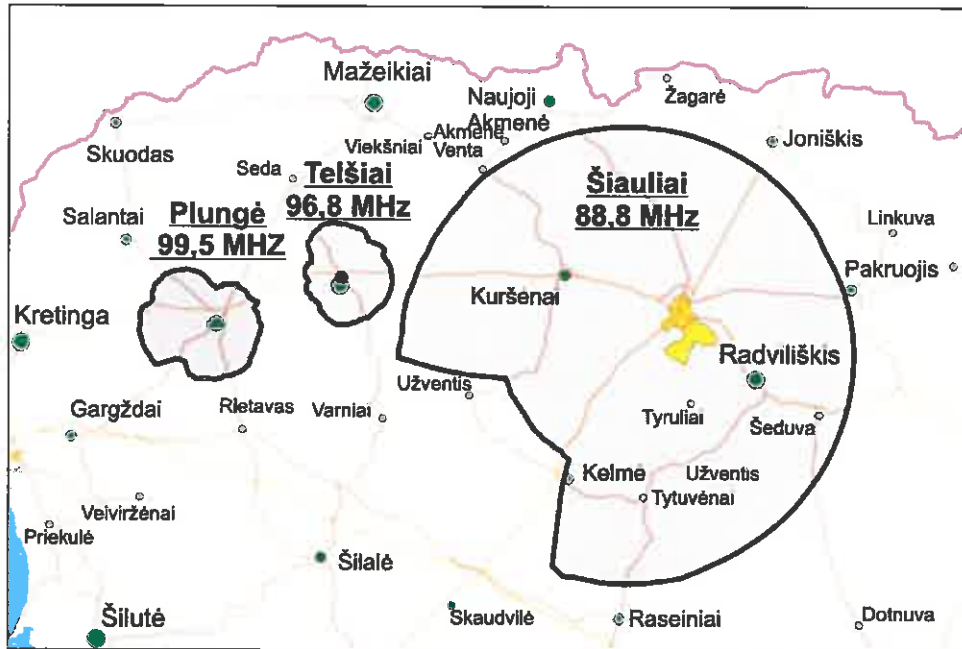 Mažeikiai
Naujoji
Akmenė
Žagarė
Skuodas
Viekšniai
Akmenė
Venta
Joniškis
Seda
Telšiai
96,8 MHz
Šiauliai
88,8 MHz
Salantai
Plungė
99,5 MHZ
Linkuva
Pakruojis
Kuršėnai
Kretinga
Radviliškis
Užventis
Gargždai
Rietavas
Varniai
Tyruliai
Šeduva
Kelmė
Užventis
Tytuvėnai
Veiviržėnai
Priekulė
Šilalė
Skaudvilė
Raseiniai
Dotnuva
Šilutė